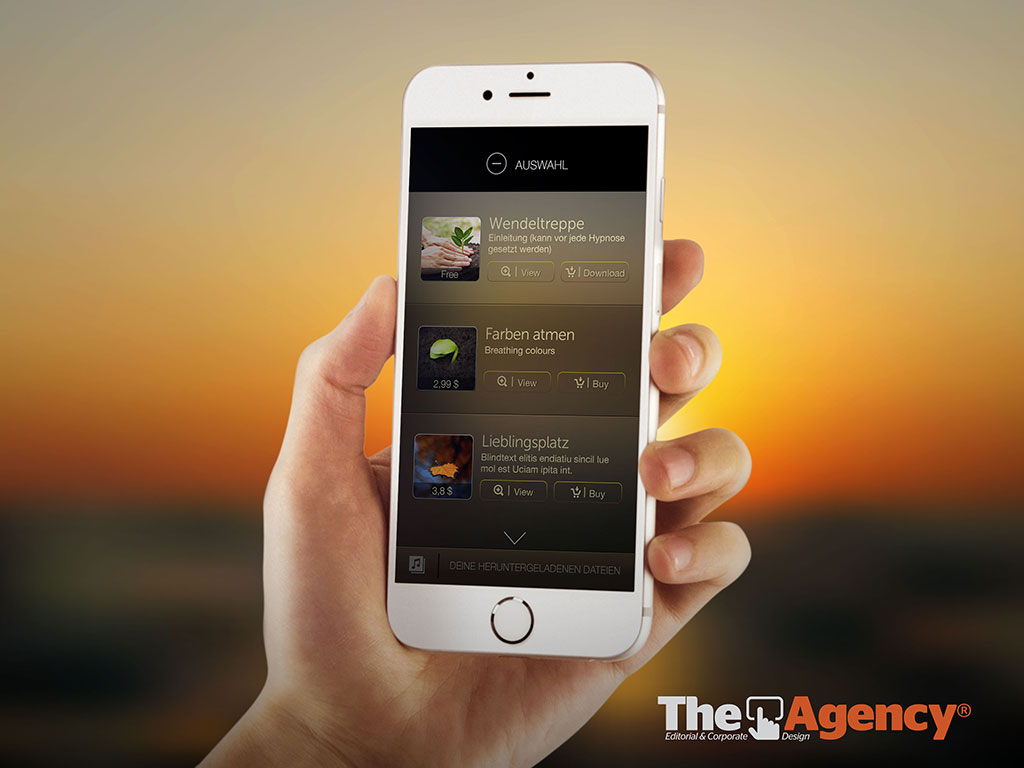 AUSWAHL
Wendeltreppe
Einleitung (kann vor jede Hypnose
gesetzt werden)
Free
View
Download
Farben atmen
Breathing colours
2,99 $
View
Buy
Lieblingsplatz
Blindtext elitis endiatiu sincil lue
mol est Uciam ipita int.
3,8 $
View
Buy
DEINE HERUNTERGELADENEN DATEIEN
The Agency®
Editorial & Corporate Design